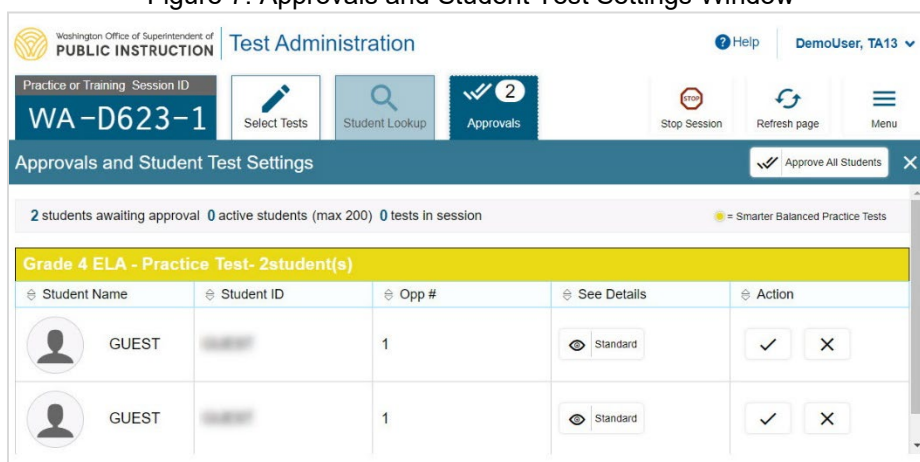 Figure 7. Approvals and Student Test Settings Window
Washington Office of Superintendent of
PUBLIC INSTRUCTION
Test Administration
Help
DemoUser, TA13
Practice or Training Session ID
WA-D623-1
Select Tests
Student Lookup
2
Approvals
STOP
Stop Session
Refresh page
Menu
Approvals and Student Test Settings
Approve All Students
2 students awaiting approval 0 active students (max 200) 0 tests in session
= Smarter Balanced Practice Tests
Grade 4 ELA - Practice Test- 2student(s)
Student Name Student ID Opp # See Details Action
GUEST 1 Standard
GUEST 1 Standard